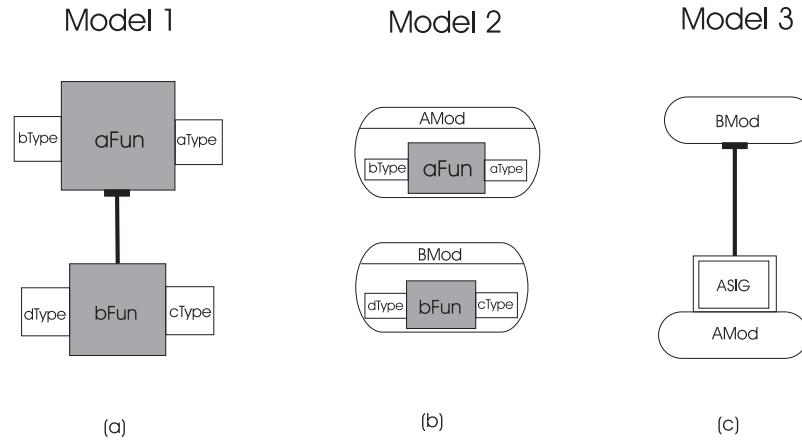 Model 1
Model 2
Model 3
bType
aFun
aType
dType
bFun
cType
AMod
bType
aFun
aType
BMod
dType
bFun
cType
BMod
ASIG
AMod
(a)
(b)
(c)